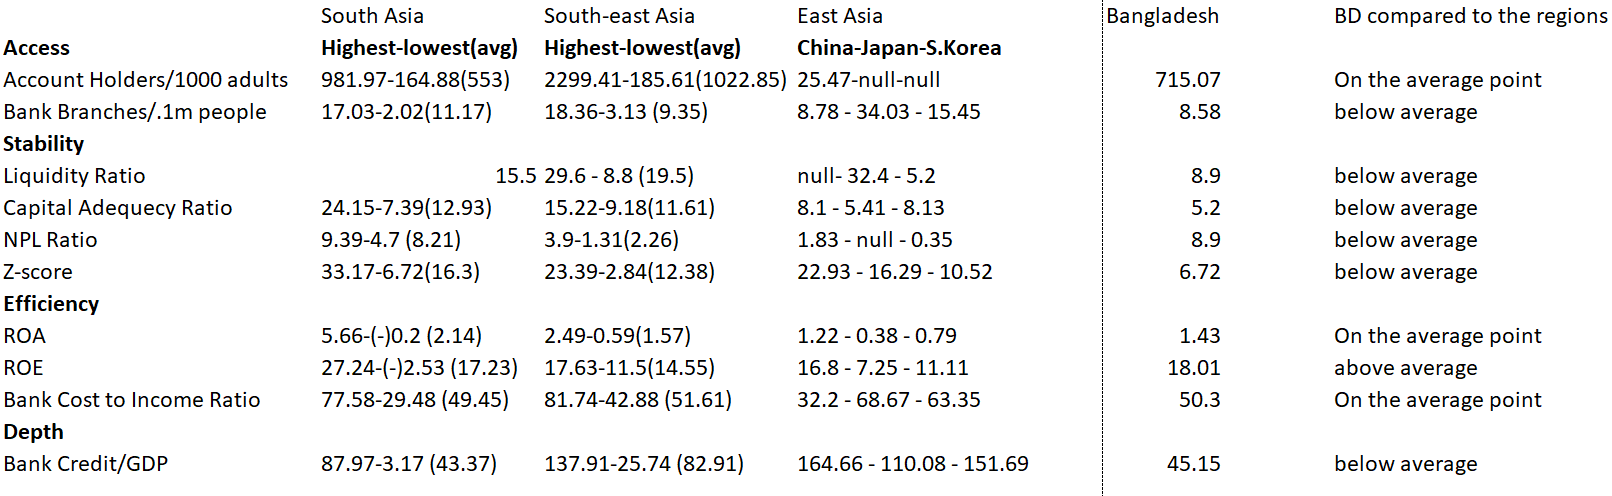 South Asia South-east Asia East Asia Bangladesh BD compared to the regions
Access Highest-lowest(avg) Highest-lowest(avg) China-Japan-S.Korea
Account Holders/1000 adults 981.97-164.88(553) 2299.41-185.61(1022.85) 25.47-null-null 715.07 On the average point
Bank Branches/.1m people 17.03-2.02(11.17) 18.36-3.13 (9.35) 8.78 - 34.03 - 15.45 8.58 below average
Stability
Liquidity Ratio 15.5 29.6 - 8.8 (19.5) null- 32.4 - 5.2 8.9 below average
Capital Adequecy Ratio 24.15-7.39(12.93) 15.22-9.18(11.61) 8.1 - 5.41 - 8.13 5.2 below average
NPL Ratio 9.39-4.7 (8.21) 3.9-1.31(2.26) 1.83 - null - 0.35 8.9 below average
Z-score 33.17-6.72(16.3) 23.39-2.84(12.38) 22.93 - 16.29 - 10.52 6.72 below average
Efficiency
ROA 5.66-(-)0.2 (2.14) 2.49-0.59(1.57) 1.22 - 0.38 - 0.79 1.43 On the average point
ROE 27.24-(-)2.53 (17.23) 17.63-11.5(14.55) 16.8 - 7.25 - 11.11 18.01 above average
Bank Cost to Income Ratio 77.58-29.48 (49.45) 81.74-42.88 (51.61) 32.2 - 68.67 - 63.35 50.3 On the average point
Depth
Bank Credit/GDP 87.97-3.17 (43.37) 137.91-25.74 (82.91) 164.66 - 110.08 - 151.69 45.15 below average